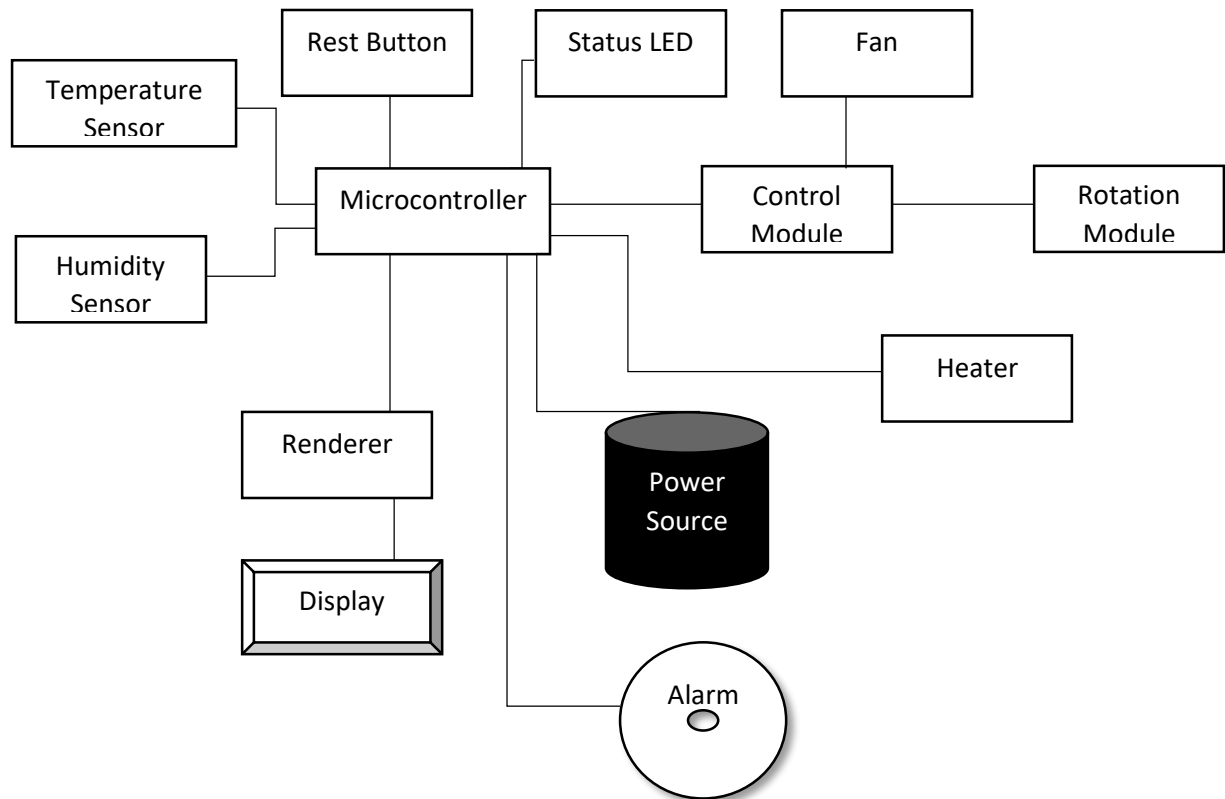 Rest Button
Status LED
Fan
Temperature
Sensor
Microcontroller
Control
Module
Rotation
Module
Humidity
Sensor
Heater
Renderer
Power
Source
Display
Alarm